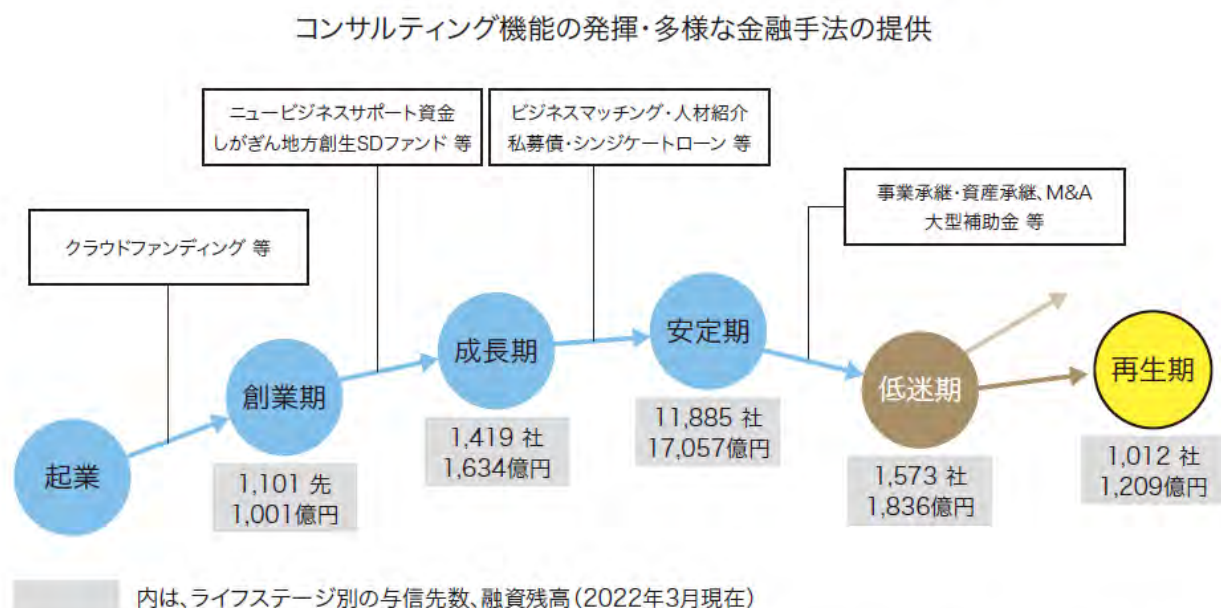 コンサルティング機能の発揮・多様な金融手法の提供
ニュービジネスサポート資金
しがぎん地方創生SDファンド 等
ビジネスマッチング・人材紹介
私募債・シンジケートローン 等
事業承継・資産承継、M&A
大型補助金 等
クラウドファンディング 等
起業
創業期
1,101 先
1,001億円
成長期
1,419 社
1,634億円
安定期
11,885 社
17,057億円
低迷期
1,573 社
1,836億円
再生期
1,012 社
1,209億円
内は、ライフステージ別の与信先数、融資残高(2022年3月現在)